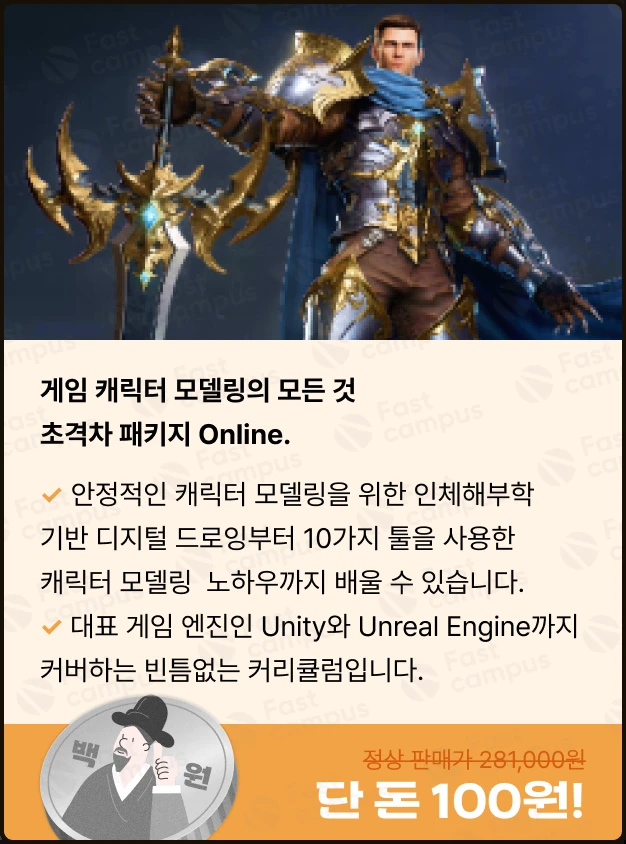 게임 캐릭터 모델링의 모든 것
초격차 패키지 Online.
✓ 안정적인 캐릭터 모델링을 위한 인체해부학
기반 디지털 드로잉부터 10가지 툴을 사용한
캐릭터 모델링 노하우까지 배울 수 있습니다.
✓ 대표 게임 엔진인 Unity와 Unreal Engine까지
커버하는 빈틈없는 커리큘럼입니다.
백
원
정상 판매가 281,000원
단 돈 100원!
Fast campus